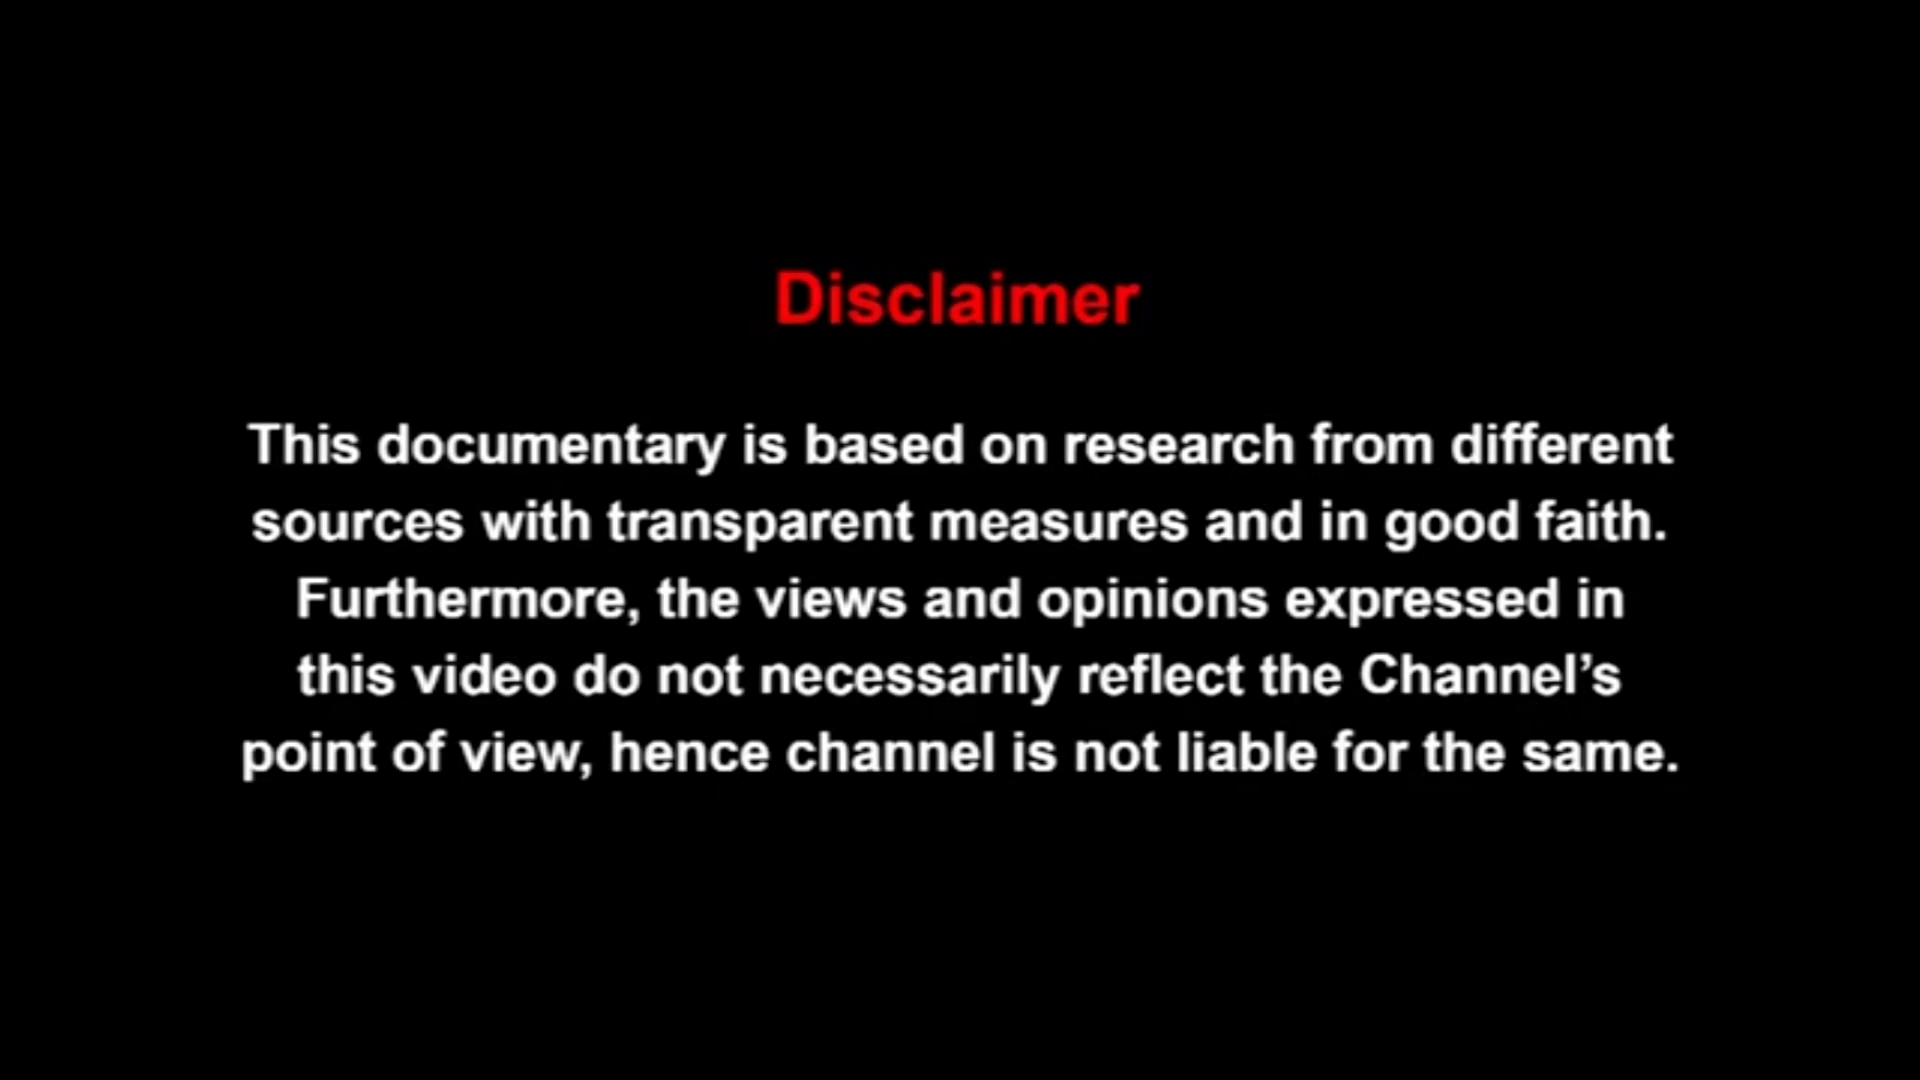 Disclaimer
This documentary is based on research from different
sources with transparent measures and in good faith.
Furthermore, the views and opinions expressed in
this video do not necessarily reflect the Channel’s
point of view, hence channel is not liable for the same.